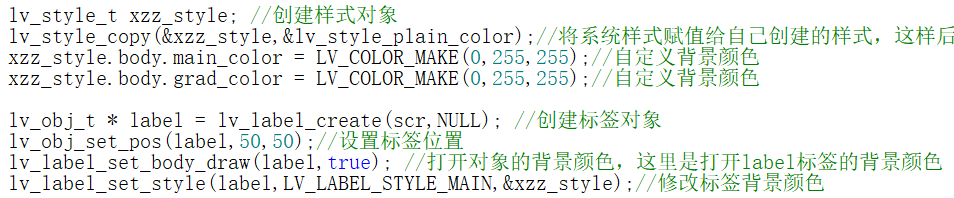 lv_style_t xzz_style; //创建样式对象
lv_style_copy(&xzz_style,&lv_style_plain_color);//将系统样式赋值给自己创建的样式，这样后
xzz_style.body.main_color = LV_COLOR_MAKE(0,255,255);//自定义背景颜色
xzz_style.body.grad_color = LV_COLOR_MAKE(0,255,255);//自定义背景颜色
lv_obj_t * label = lv_label_create(scr,NULL); //创建标签对象
lv_obj_set_pos(label,50,50);//设置标签位置
lv_label_set_body_draw(label,true); //打开对象的背景颜色，这里是打开label标签的背景颜色
lv_label_set_style(label,LV_LABEL_STYLE_MAIN,&xzz_style);//修改标签背景颜色